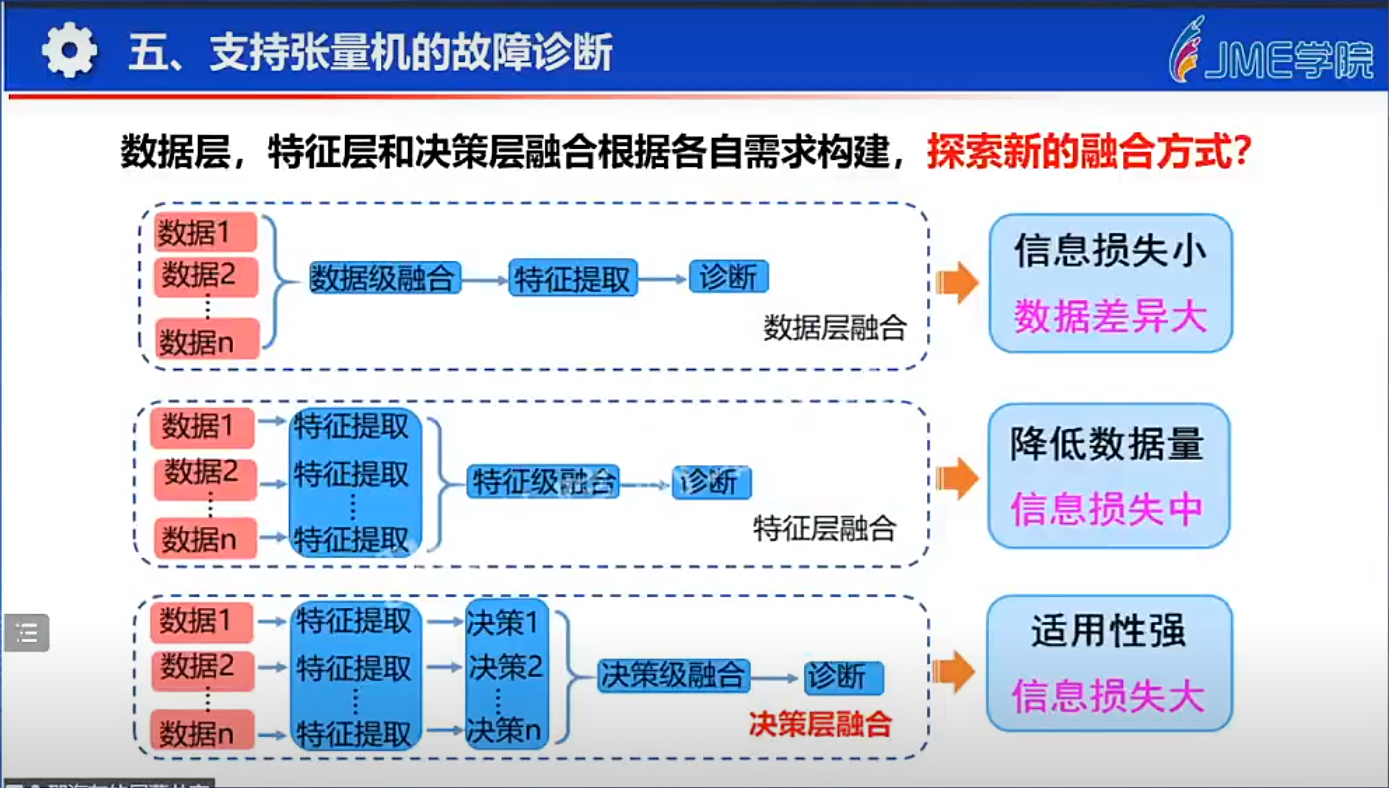 五、支持张量机的故障诊断
JME学院
数据层，特征层和决策层融合根据各自需求构建，探索新的融合方式？
数据1
数据2
数据n
数据级融合
特征提取
诊断
数据层融合
信息损失小
数据差异大
数据1
数据2
数据n
特征提取
特征提取
特征提取
特征级融合
诊断
特征层融合
降低数据量
信息损失中
数据1
数据2
数据n
特征提取
特征提取
特征提取
决策1
决策2
决策n
决策级融合
诊断
决策层融合
适用性强
信息损失大